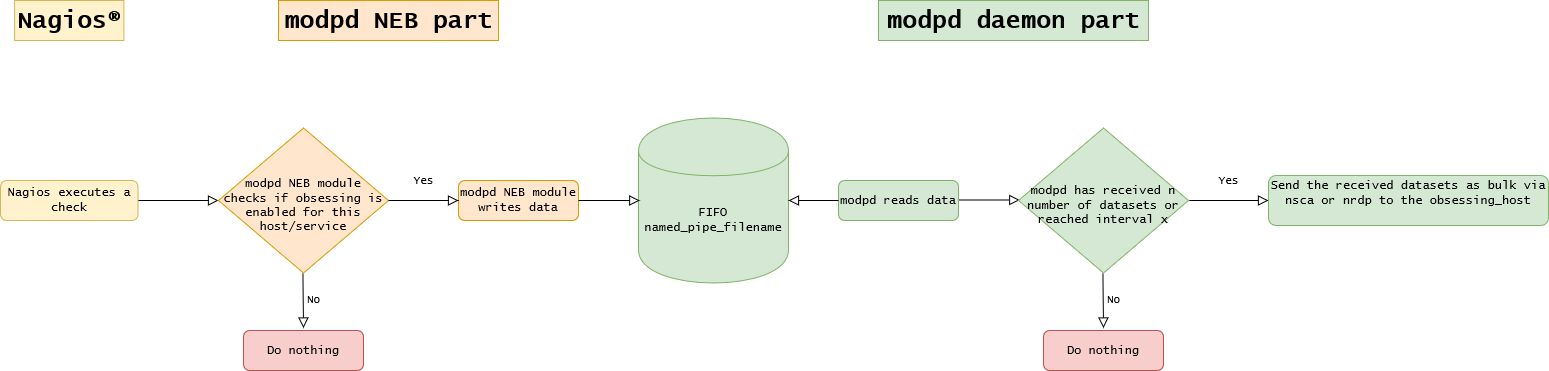 Nagios®
modpd NEB part
modpd daemon part
Nagios executes a
check
modpd NEB module
checks if obsessing is
enabled for this
host/service
Yes
No
Do nothing
modpd NEB module
writes data
FIFO
named_pipe_filename
modpd reads data
modpd has received n
number of datasets or
reached interval x
Yes
No
Do nothing
Send the received datasets as bulk via
nsca or nrdp to the obsessing_host